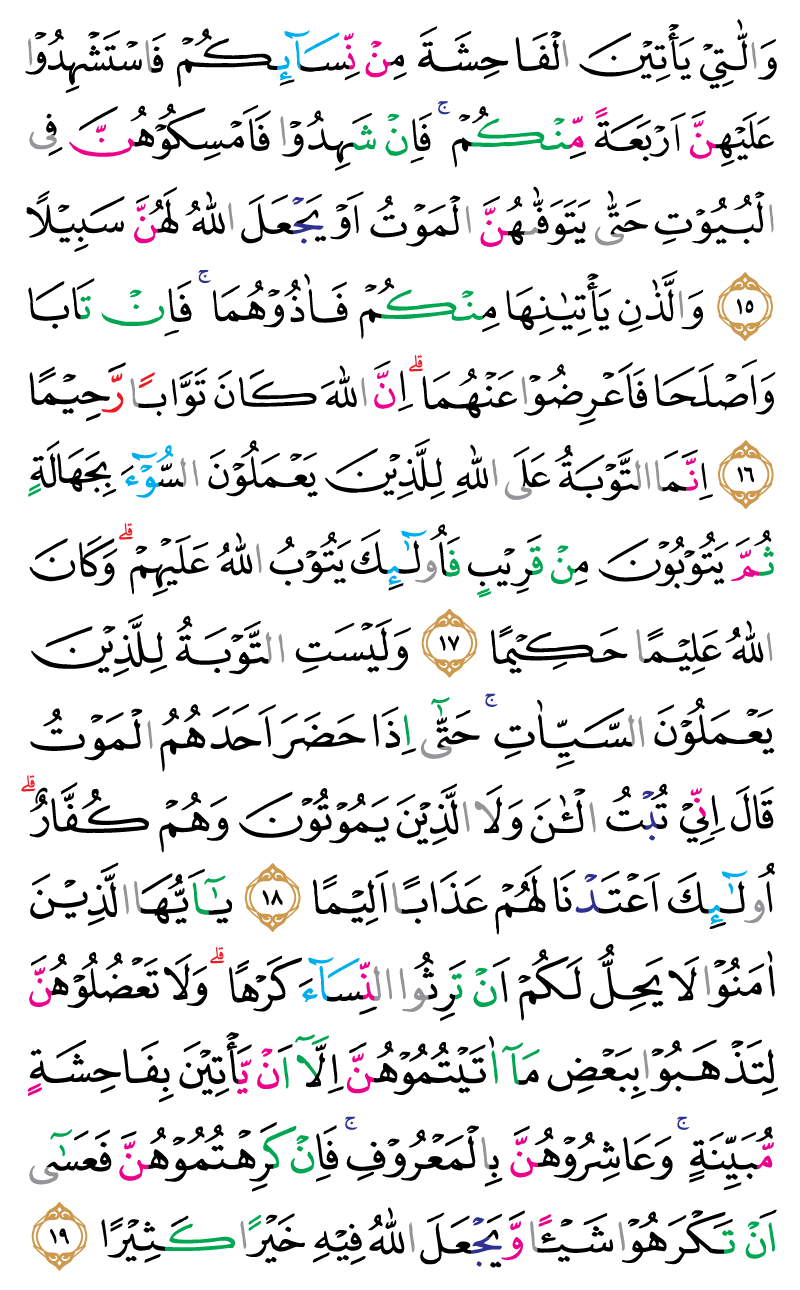 وَالّٰتِيْ يَأْتِيْنَ الْفَاحِشَةَ مِنْ نِّسَاۤىِٕكُمْ فَاسْتَشْهِدُوْا
عَلَيْهِنَّ اَرْبَعَةً مِّنْكُمْ ۚ فَاِنْ شَهِدُوْا فَاَمْسِكُوْهُنَّ فِى
الْبُيُوْتِ حَتّٰى يَتَوَفّٰىهُنَّ الْمَوْتُ اَوْ يَجْعَلَ اللّٰهُ لَهُنَّ سَبِيْلًا
١٥ وَالَّذٰنِ يَأْتِيٰنِهَا مِنْكُمْ فَاٰذُوْهُمَا ۚ فَاِنْ تَابَا
وَاَصْلَحَا فَاَعْرِضُوْا عَنْهُمَا ۗ اِنَّ اللّٰهَ كَانَ تَوَّابًا رَّحِيْمًا
١٦ اِنَّمَا التَّوْبَةُ عَلَى اللّٰهِ لِلَّذِيْنَ يَعْمَلُوْنَ السُّوْۤءَ بِجَهَالَةٍ
ثُمَّ يَتُوْبُوْنَ مِنْ قَرِيْبٍ فَاُولٰۤىِٕكَ يَتُوْبُ اللّٰهُ عَلَيْهِمْ ۗ وَكَانَ
اللّٰهُ عَلِيْمًا حَكِيْمًا ١٧ وَلَيْسَتِ التَّوْبَةُ لِلَّذِيْنَ
يَعْمَلُوْنَ السَّيِّاٰتِ ۚ حَتّٰىٓ اِذَا حَضَرَ اَحَدَهُمُ الْمَوْتُ
قَالَ اِنِّيْ تُبْتُ الْـٰٔنَ وَلَا الَّذِيْنَ يَمُوْتُوْنَ وَهُمْ كُفَّارٌ ۗ
اُولٰۤىِٕكَ اَعْتَدْنَا لَهُمْ عَذَابًا اَلِيْمًا ١٨ يٰٓاَيُّهَا الَّذِيْنَ
اٰمَنُوْا لَا يَحِلُّ لَكُمْ اَنْ تَرِثُوا النِّسَاۤءَ كَرْهًا ۗ وَلَا تَعْضُلُوْهُنَّ
لِتَذْهَبُوْا بِبَعْضِ مَآ اٰتَيْتُمُوْهُنَّ اِلَّآ اَنْ يَّأْتِيْنَ بِفَاحِشَةٍ
مُّبَيِّنَةٍ ۚ وَعَاشِرُوْهُنَّ بِالْمَعْرُوْفِ ۚ فَاِنْ كَرِهْتُمُوْهُنَّ فَعَسٰىٓ
اَنْ تَكْرَهُوْا شَيْـًٔا وَّيَجْعَلَ اللّٰهُ فِيْهِ خَيْرًا كَثِيْرًا ١٩